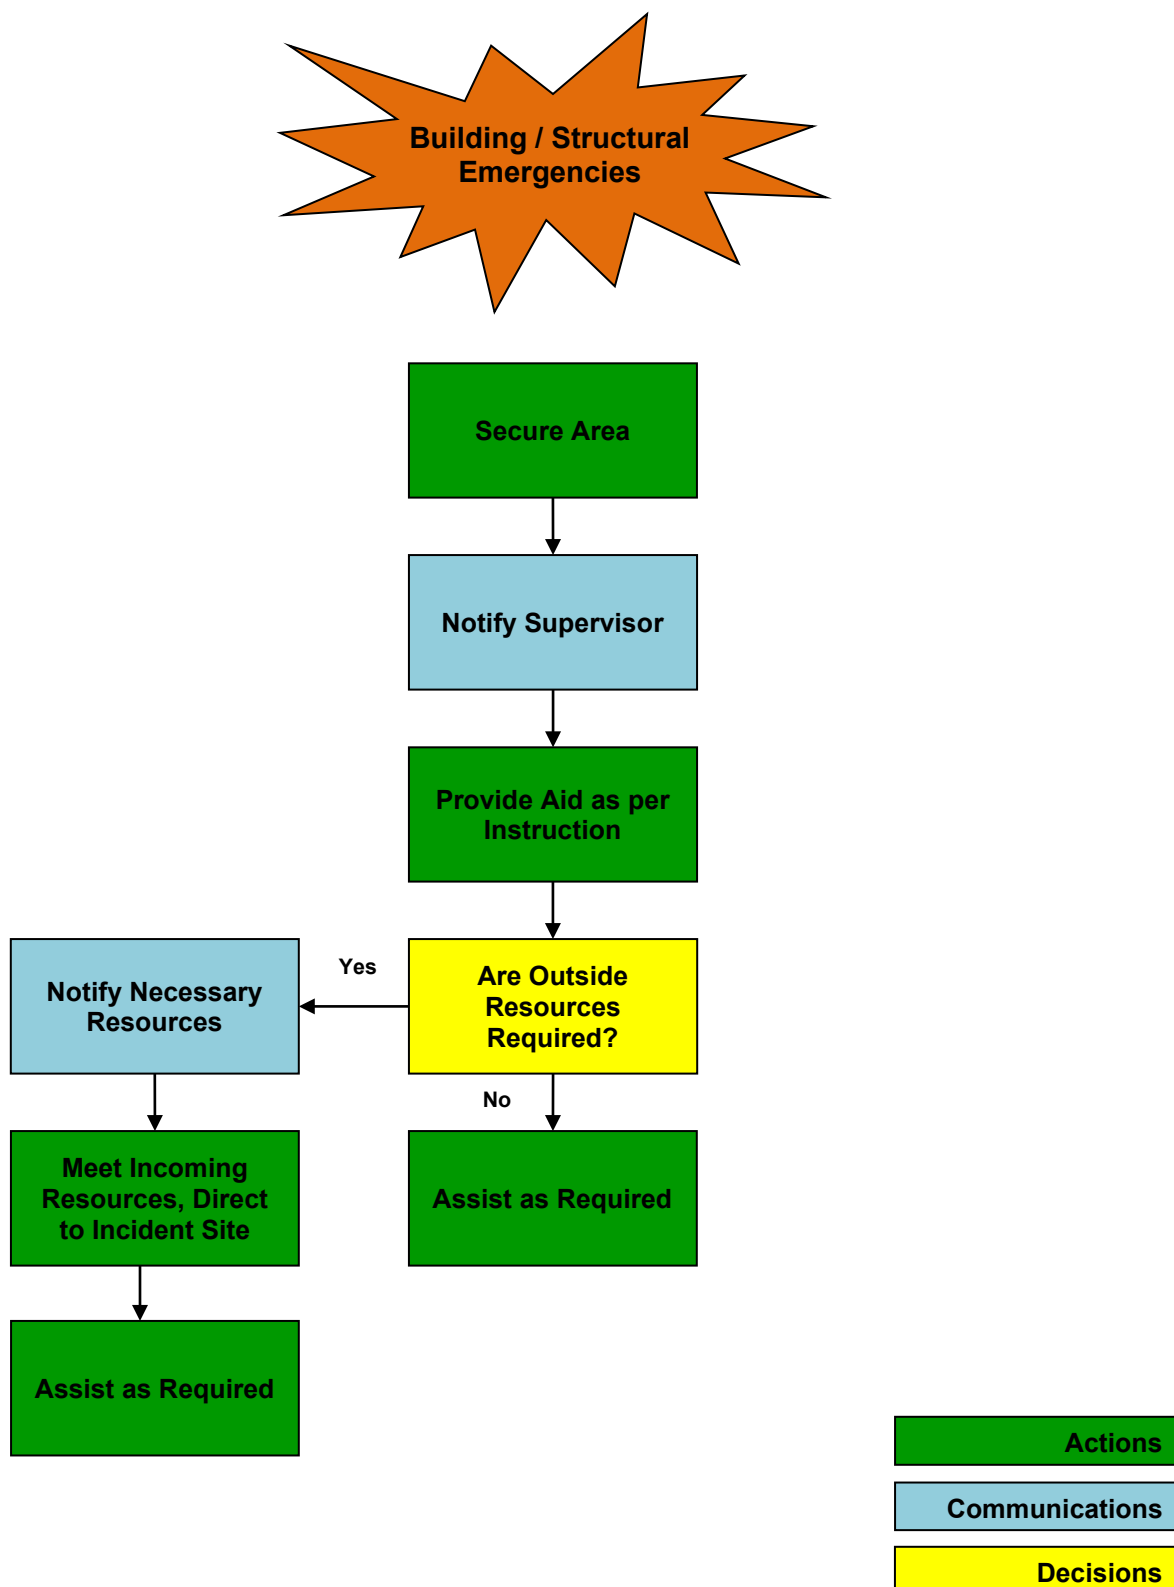 Building / Structural
Emergencies
Secure Area
Notify Supervisor
Provide Aid as per
Instruction
Are Outside
Resources
Required?
Yes
Notify Necessary
Resources
No
Meet Incoming
Resources, Direct
to Incident Site
Assist as Required
Assist as Required
Actions
Communications
Decisions